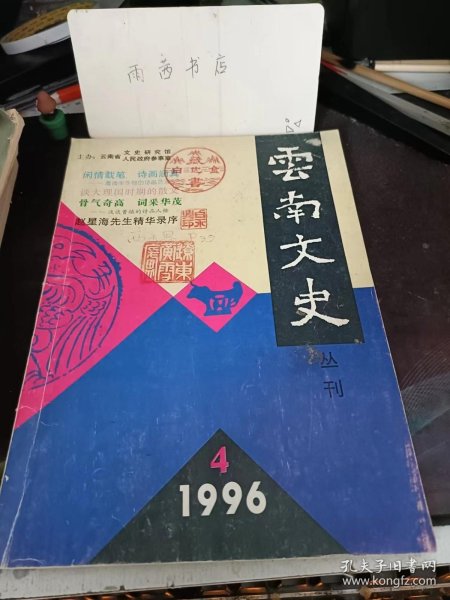 雨茜书店
主办：云南省 文史研究馆
人民政府参事室
闲情戴笔 诗画
谈大理国时期的散文
骨气奇高 词采华茂
赵星海先生精华录序
雲南文史
丛刊
4
1996
孔夫子旧书网
www.kongfz.com